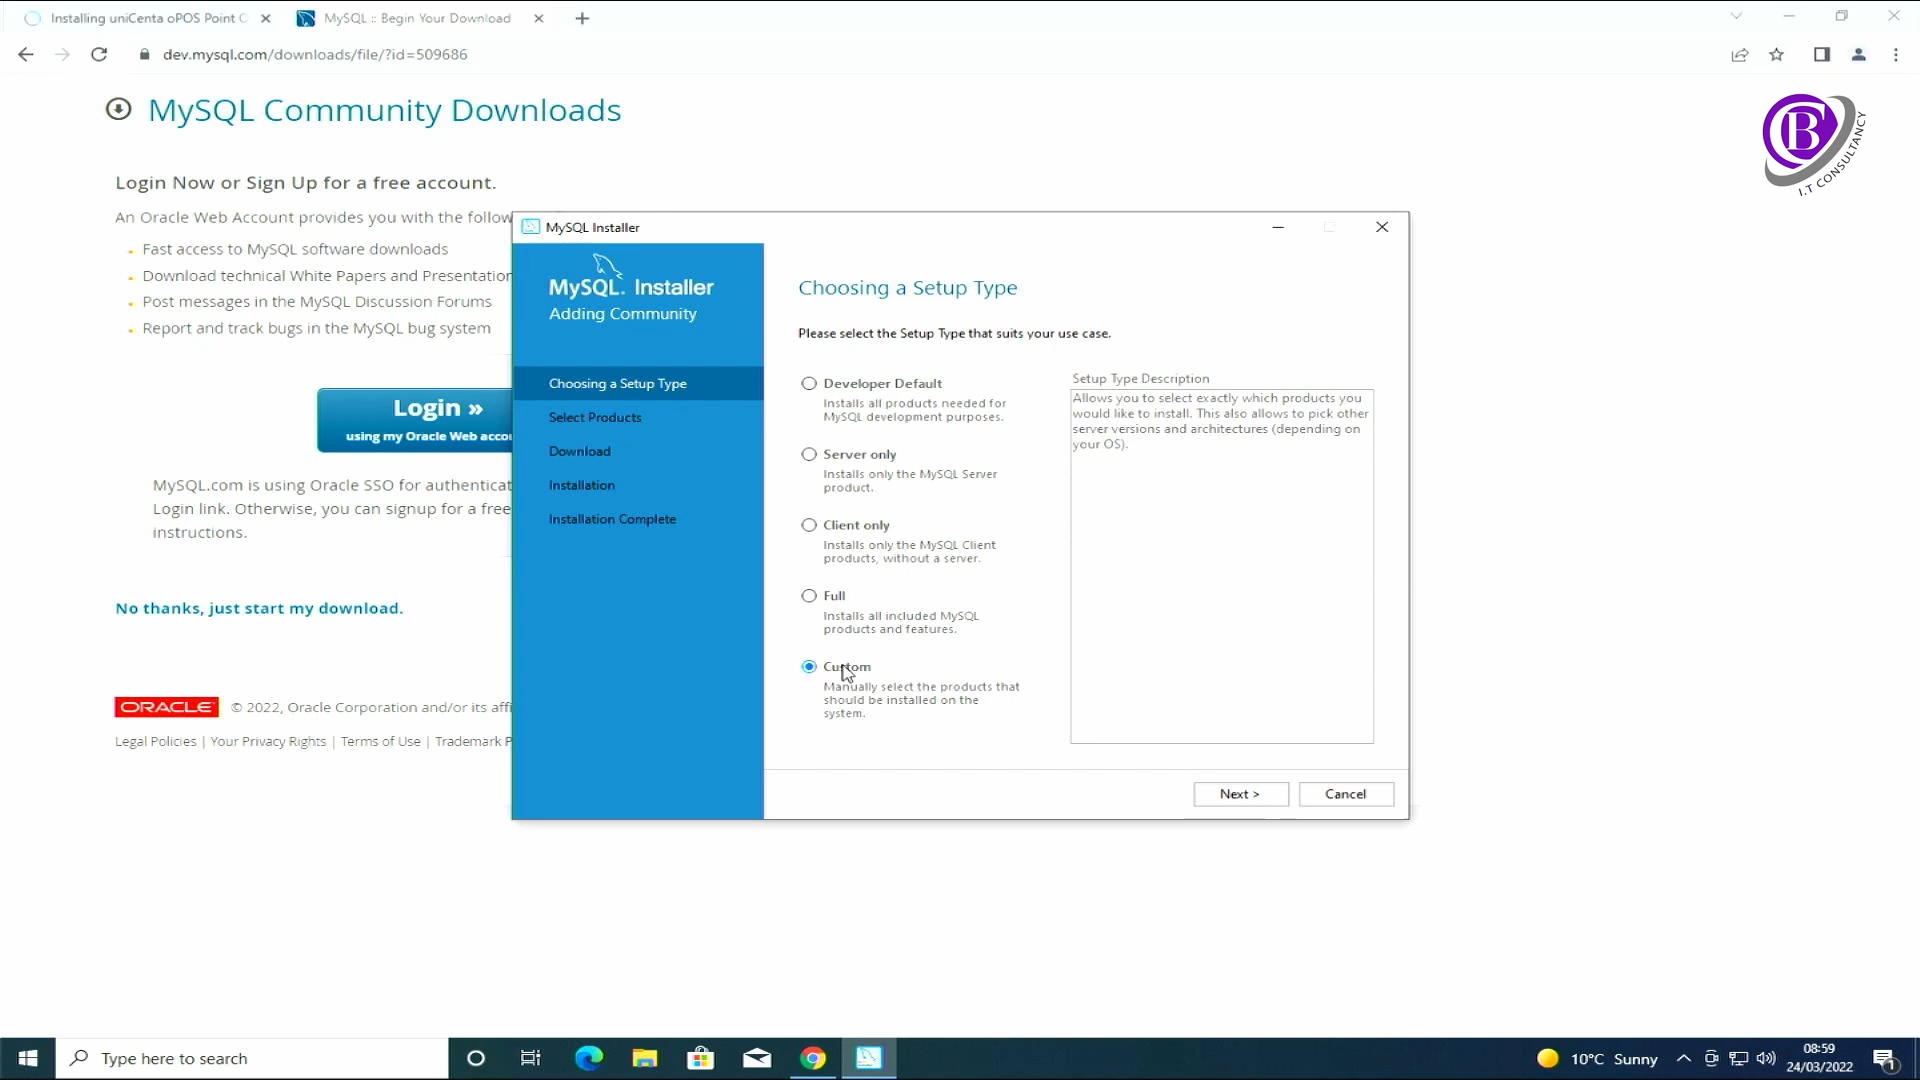 Installing uniCenta oPOS Point C
MySQL :: Begin Your Download
dev.mysql.com/downloads/file/?id=509686
MySQL Community Downloads
B
I.T CONSULTANCY
Login Now or Sign Up for a free account.
An Oracle Web Account provides you with the follow
Fast access to MySQL software downloads
Download technical White Papers and Presentation
Post messages in the MySQL Discussion Forums
Report and track bugs in the MySQL bug system
Login »
using my Oracle Web accou
MySQL.com is using Oracle SSO for authenticat
Login link. Otherwise, you can signup for a free
instructions.
No thanks, just start my download.
ORACLE
© 2022, Oracle Corporation and/or its affi
Legal Policies | Your Privacy Rights | Terms of Use | Trademark P
MySQL Installer
MySQL. Installer
Adding Community
Choosing a Setup Type
Select Products
Download
Installation
Installation Complete
Choosing a Setup Type
Please select the Setup Type that suits your use case.
Developer Default
Installs all products needed for
MySQL development purposes.
Server only
Installs only the MySQL Server
product.
Client only
Installs only the MySQL Client
products, without a server.
Full
Installs all included MySQL
products and features.
Custom
Manually select the products that
should be installed on the
system.
Setup Type Description
Allows you to select exactly which products you
would like to install. This also allows to pick other
server versions and architectures (depending on
your OS).
Next >
Cancel
Type here to search
10°C Sunny
08:59
24/03/2022
1